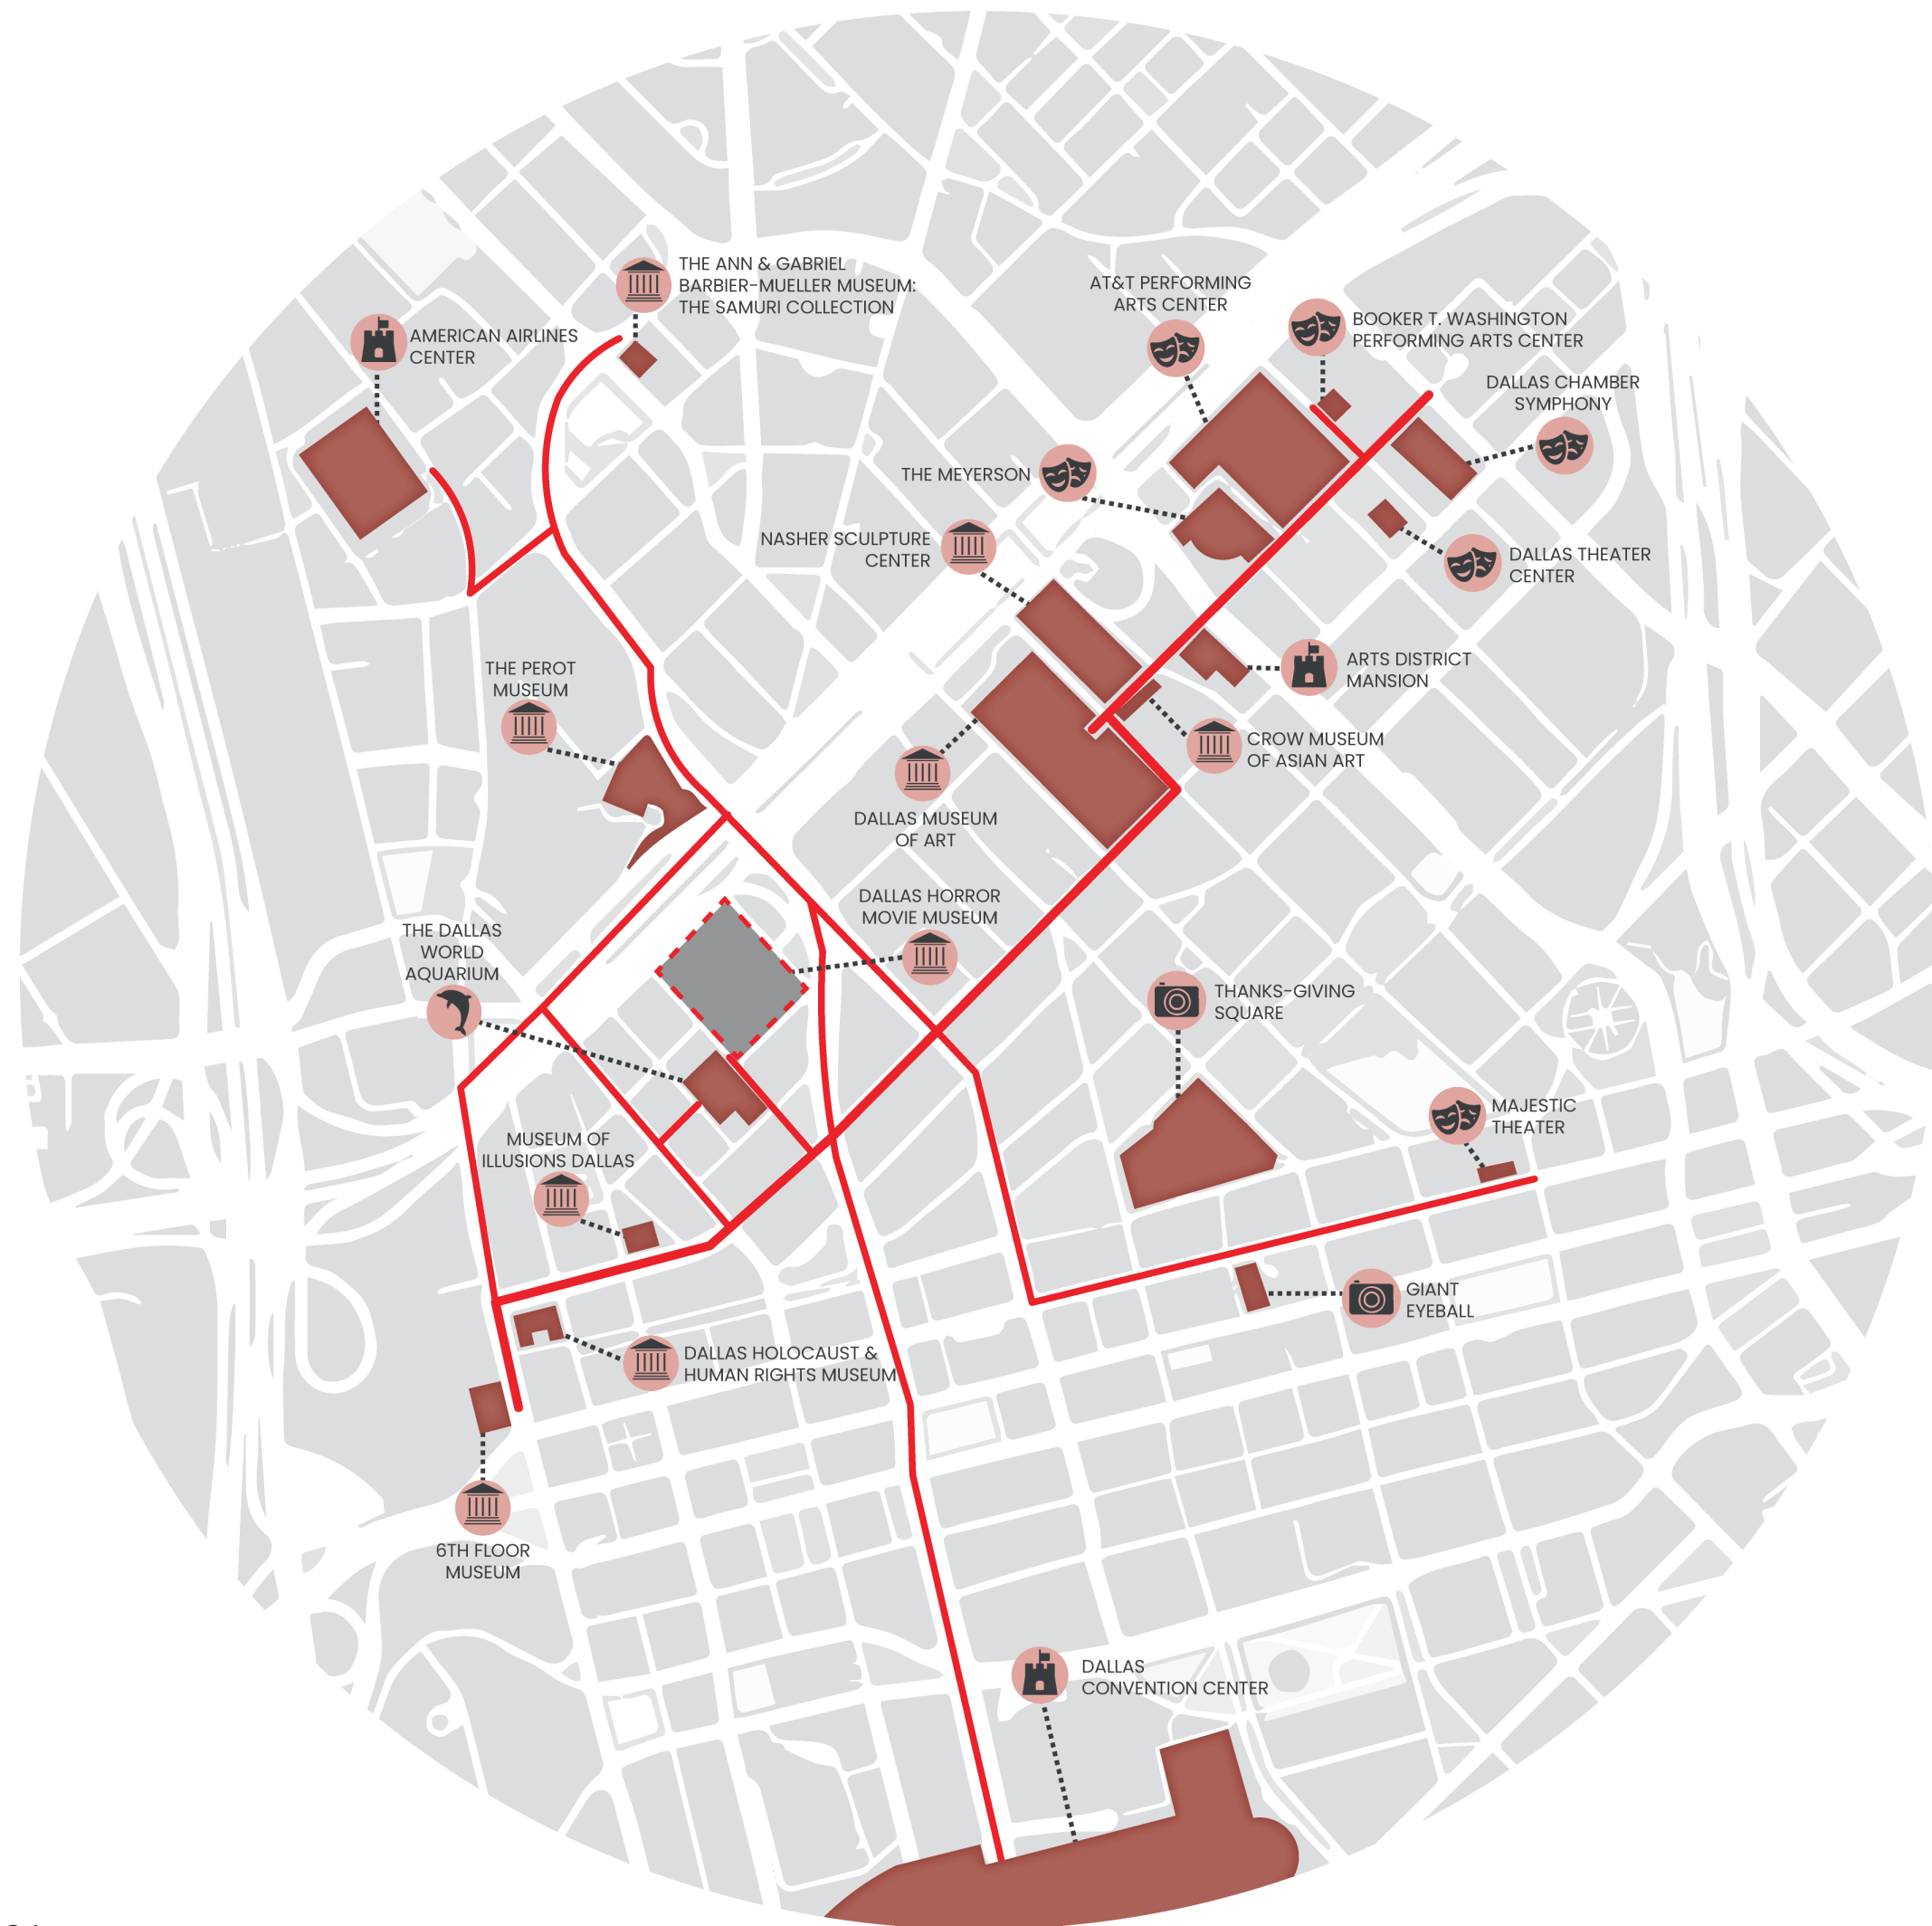 THE ANN & GABRIEL
BARBIER-MUELLER MUSEUM:
THE SAMURI COLLECTION
AMERICAN AIRLINES
CENTER
AT&T PERFORMING
ARTS CENTER
BOOKER T. WASHINGTON
PERFORMING ARTS CENTER
DALLAS CHAMBER
SYMPHONY
THE MEYERSON
NASHER SCULPTURE
CENTER
DALLAS THEATER
CENTER
THE PEROT
MUSEUM
ARTS DISTRICT
MANSION
CROW MUSEUM
OF ASIAN ART
DALLAS MUSEUM
OF ART
DALLAS HORROR
MOVIE MUSEUM
THE DALLAS
WORLD
AQUARIUM
THANKS-GIVING
SQUARE
MAJESTIC
THEATER
MUSEUM OF
ILLUSIONS DALLAS
GIANT
EYEBALL
DALLAS HOLOCAUST &
HUMAN RIGHTS MUSEUM
6TH FLOOR
MUSEUM
DALLAS
CONVENTION CENTER